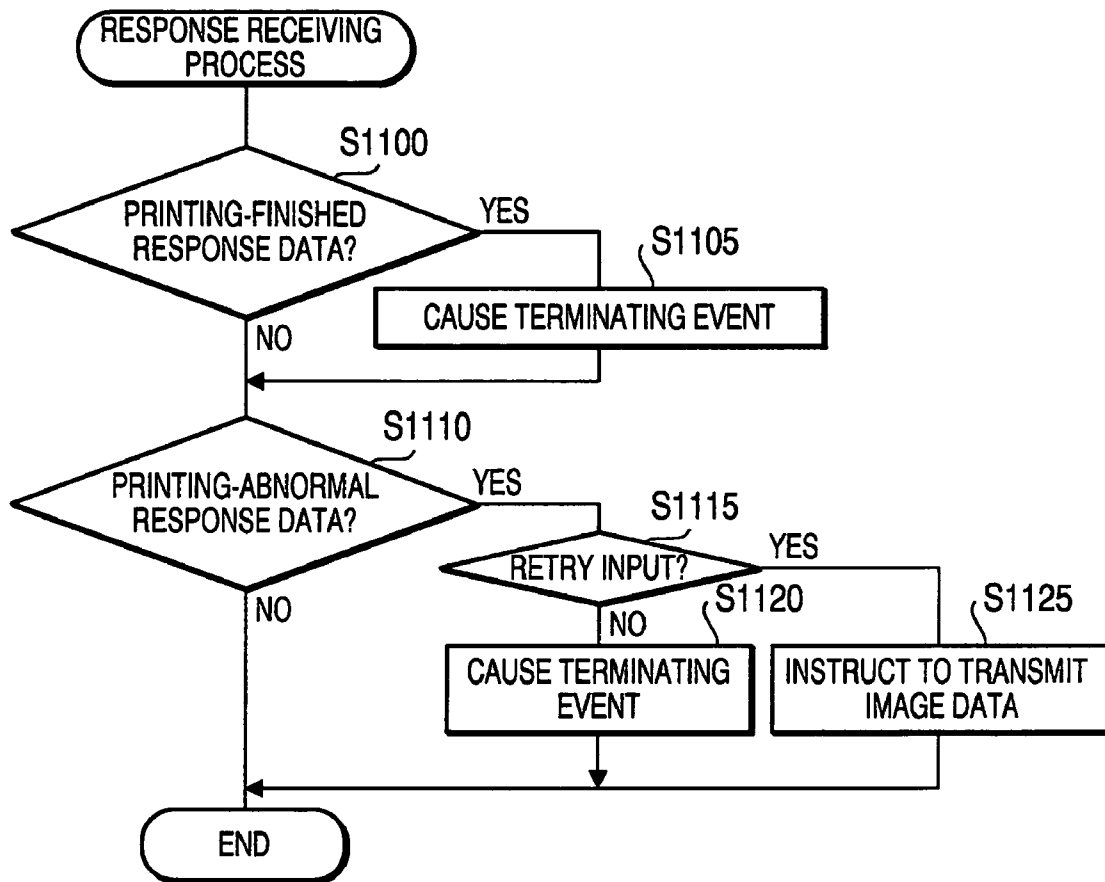 RESPONSE RECEIVING
PROCESS
S1100
PRINTING-FINISHED
RESPONSE DATA?
YES
NO
S1105
CAUSE TERMINATING EVENT
S1110
PRINTING-ABNORMAL
RESPONSE DATA?
YES
NO
S1115
RETRY INPUT?
YES
NO
S1120
CAUSE TERMINATING
EVENT
S1125
INSTRUCT TO TRANSMIT
IMAGE DATA
END